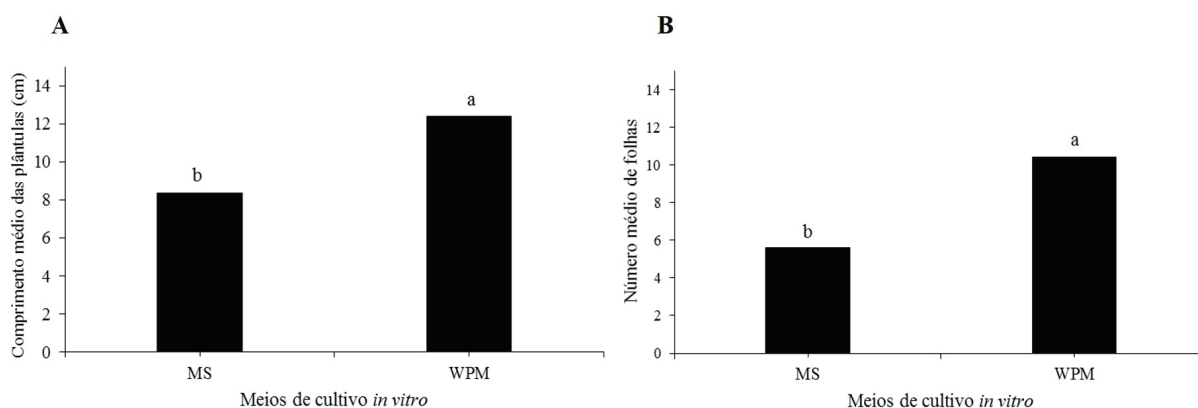 A
Comprimento médio das plântulas (cm)
14
12
10
8
6
4
2
0
b
a
MS
WPM
Meios de cultivo in vitro
B
Número médio de folhas
14
12
10
8
6
4
2
0
b
a
MS
WPM
Meios de cultivo in vitro